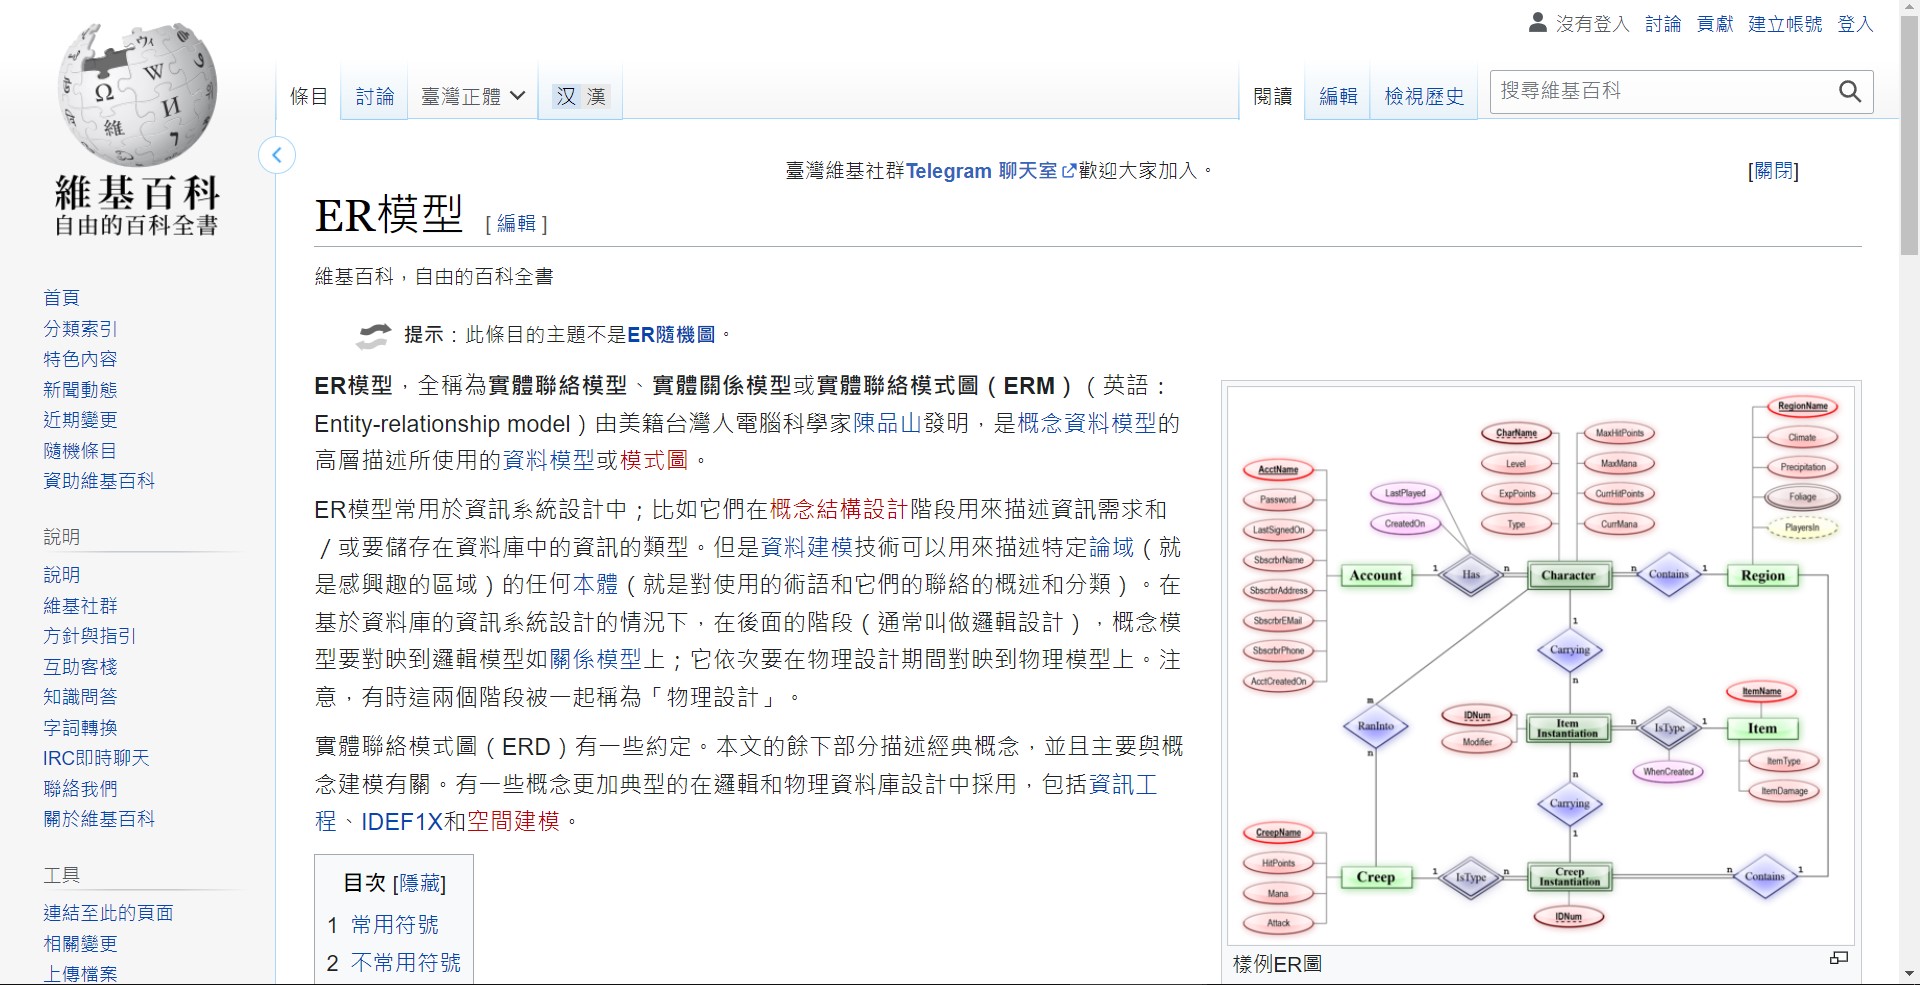 沒有登入 討論 貢獻 建立帳號 登入
條目 討論 臺灣正體 汉 漢 閱讀 編輯 檢視歷史 搜尋維基百科
維
維基百科
自由的百科全書
臺灣維基社群Telegram 聊天室歡迎大家加入。 [關閉]
ER模型 [ 編輯 ]
維基百科，自由的百科全書
提示：此條目的主題不是ER隨機圖。
ER模型，全稱為實體聯絡模型、實體關係模型或實體聯絡模式圖（ERM）（英語：
Entity-relationship model）由美籍台灣人電腦科學家陳品山發明，是概念資料模型的
高層描述所使用的資料模型或模式圖。
ER模型常用於資訊系統設計中；比如它們在概念結構設計階段用來描述資訊需求和
／或要儲存在資料庫中的資訊的類型。但是資料建模技術可以用來描述特定論域（就
是感興趣的區域）的任何本體（就是對使用的術語和它們的聯絡的概述和分類）。在
基於資料庫的資訊系統設計的情況下，在後面的階段（通常叫做邏輯設計），概念模
型要對映到邏輯模型如關係模型上；它依次要在物理設計期間對映到物理模型上。注
意，有時這兩個階段被一起稱為「物理設計」。
實體聯絡模式圖（ERD）有一些約定。本文的餘下部分描述經典概念，並且主要與概
念建模有關。有一些概念更加典型的在邏輯和物理資料庫設計中採用，包括資訊工
程、IDEF1X和空間建模。
目次 [隱藏]
1 常用符號
2 不常用符號
首頁
分類索引
特色內容
新聞動態
近期變更
隨機條目
資助維基百科
說明
說明
維基社群
方針與指引
互助客棧
知識問答
字詞轉換
IRC即時聊天
聯絡我們
關於維基百科
工具
連結至此的頁面
相關變更
上傳檔案
RegionName
Climate
Precipitation
Foliage
PlayersIn
CharName
Level
ExpPoints
Type
MaxHitPoints
MaxMana
CurrHitPoints
CurrMana
LastPlayed
CreatedOn
AcctName
Password
LastSignedOn
SbscrbrName
SbscrbrAddress
SbscrbrEMail
SbscrbrPhone
AcctCreatedOn
Account 1 Has n Character n Contains 1 Region
1
Carrying
n
m
RanInto
n
IDNum
Modifier
Item
Instantiation
n IsType 1
WhenCreated
ItemName
Item
ItemType
ItemDamage
n
Carrying
1
CreepName
HitPoints
Mana
Attack
Creep 1 IsType n
Creep
Instantiation
IDNum
n Contains 1
樣例ER圖